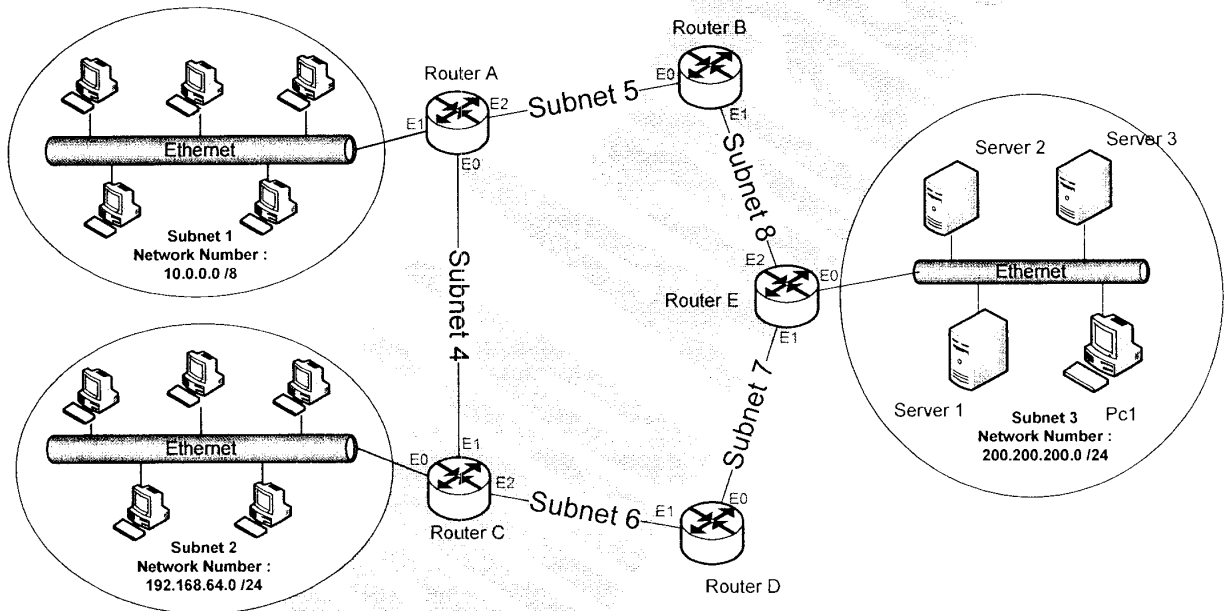 Router B
Router A
E0
E2
Subnet 5
E1
E1
Ethernet
E0
Subnet 8
Server 2
Server 3
Subnet 1
Network Number :
10.0.0.0 /8
Subnet 4
E2
E0
Router E
Ethernet
E1
Subnet 7
Server 1
Pc1
Subnet 3
Network Number :
200.200.200.0 /24
Ethernet
E1
E0
E2
Router C
Subnet 6
E1
E0
Router D
Subnet 2
Network Number :
192.168.64.0 /24